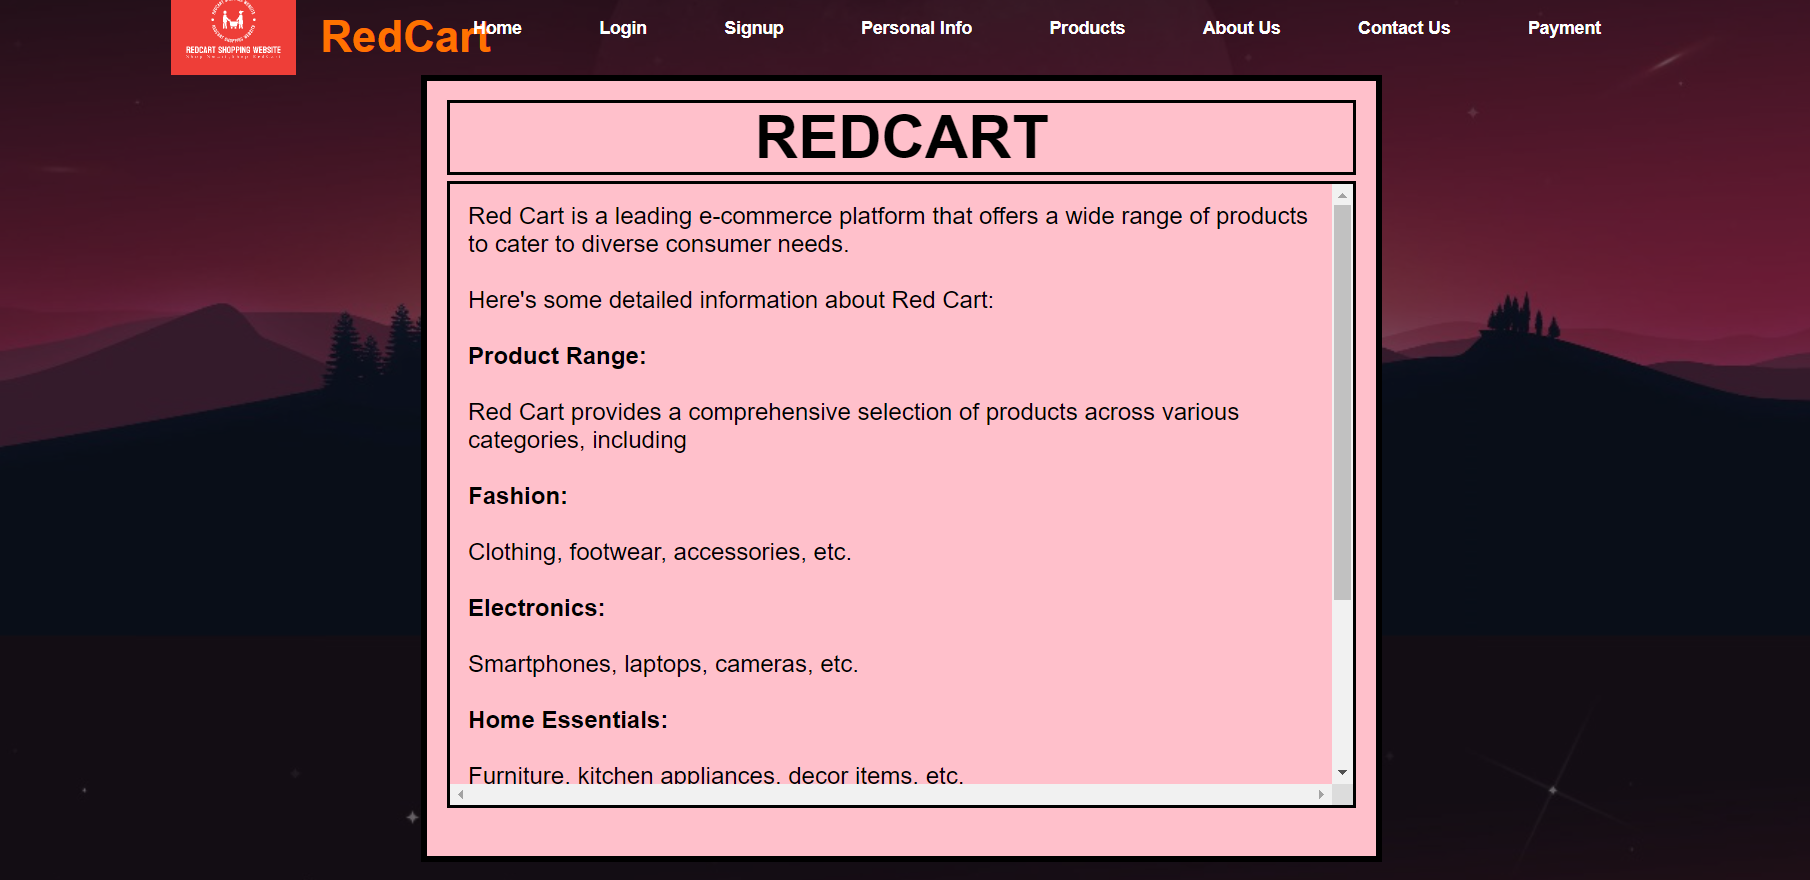 REDCART SHOPPING WEBSITE
RedCart
Home Login Signup Personal Info Products About Us Contact Us Payment
REDCART
Red Cart is a leading e-commerce platform that offers a wide range of products
to cater to diverse consumer needs.
Here's some detailed information about Red Cart:
Product Range:
Red Cart provides a comprehensive selection of products across various
categories, including
Fashion:
Clothing, footwear, accessories, etc.
Electronics:
Smartphones, laptops, cameras, etc.
Home Essentials:
Furniture, kitchen appliances, decor items, etc.